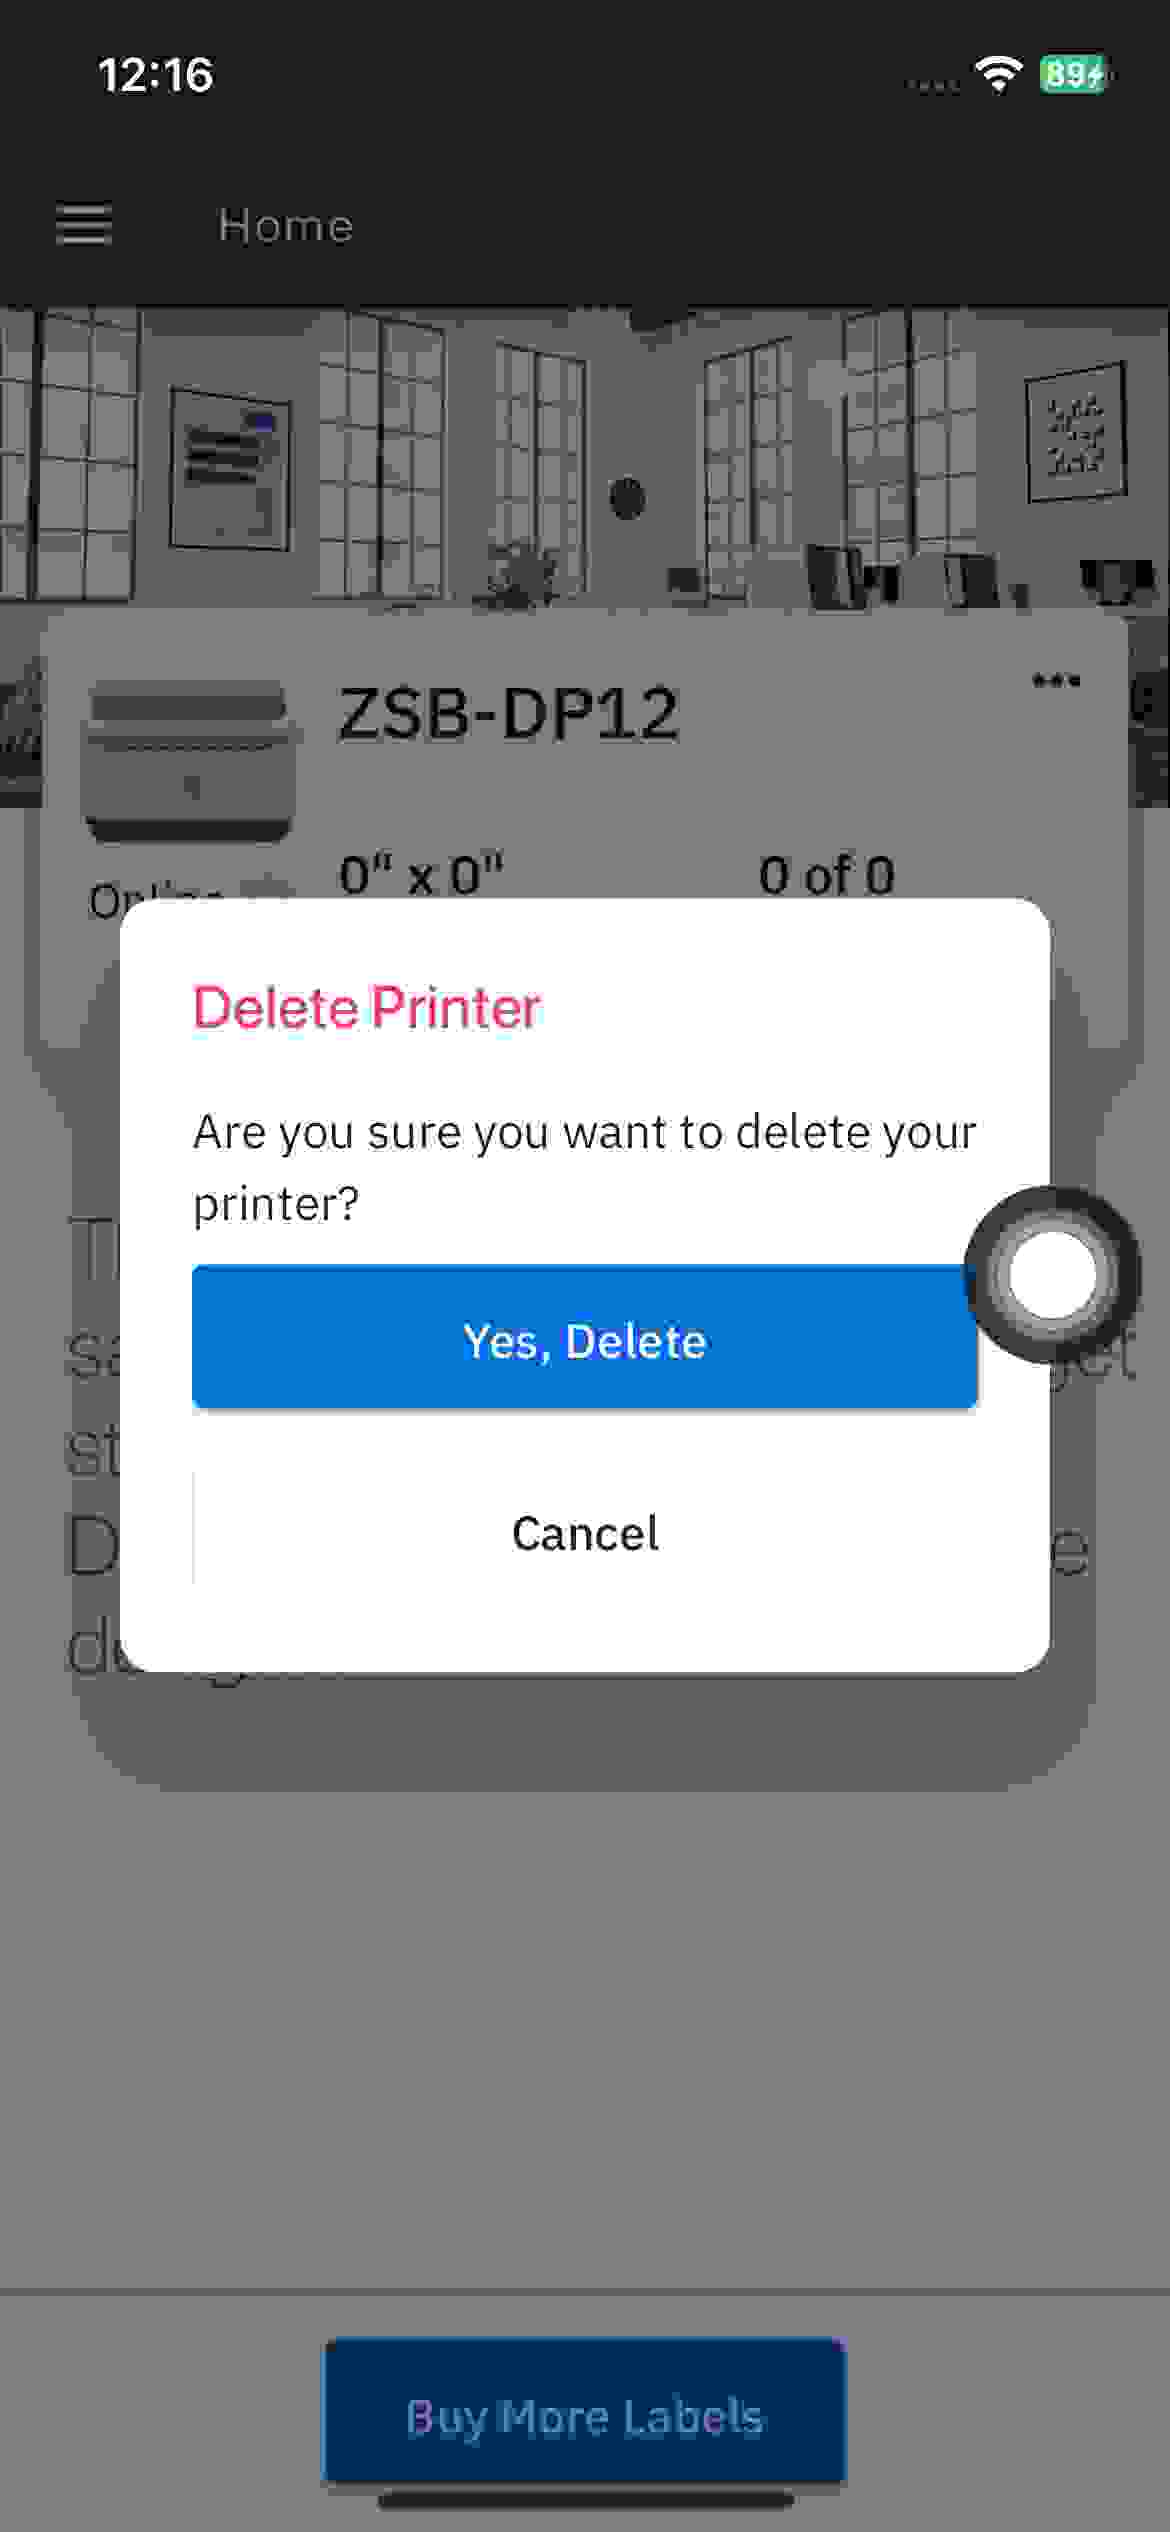 12:16
89
Home
ZSB-DP12
0" x 0"
0 of 0
Online
Delete Printer
Are you sure you want to delete your
printer?
Yes, Delete
Cancel
Buy More Labels